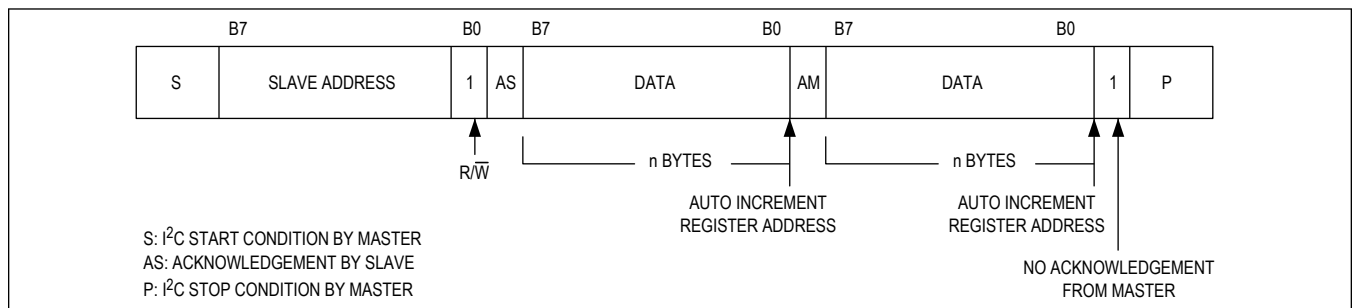 B7 B0 B7 B0 B7 B0
S SLAVE ADDRESS 1 AS DATA AM DATA 1 P
n BYTES n BYTES
R/W̅
AUTO INCREMENT
REGISTER ADDRESS
AUTO INCREMENT
REGISTER ADDRESS
S: I²C START CONDITION BY MASTER
AS: ACKNOWLEDGEMENT BY SLAVE
P: I²C STOP CONDITION BY MASTER
NO ACKNOWLEDGEMENT
FROM MASTER